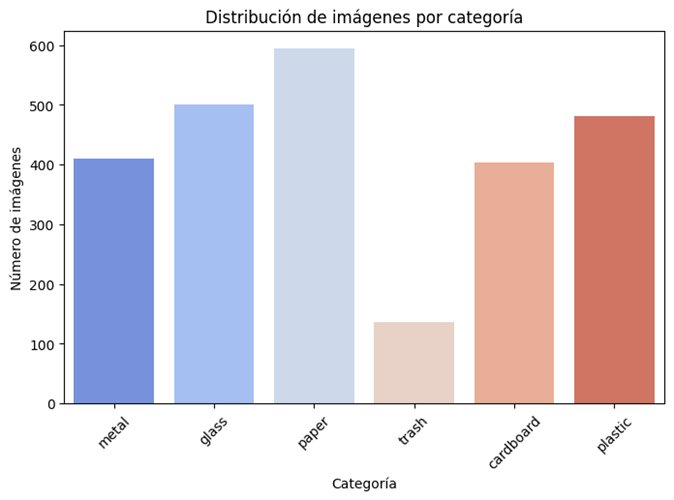 Distribución de imágenes por categoría
Número de imágenes
600
500
400
300
200
100
0
metal
glass
paper
trash
cardboard
plastic
Categoría